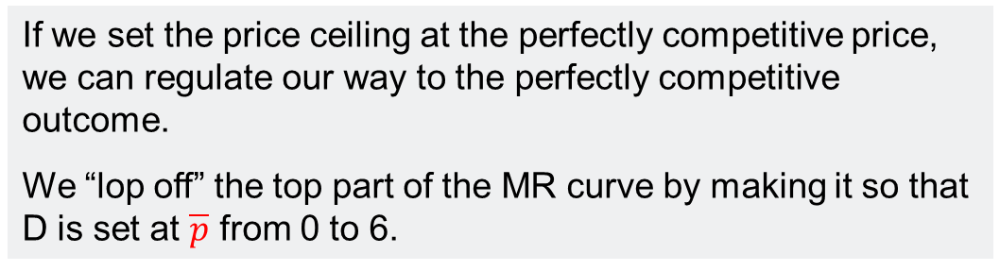 If we set the price ceiling at the perfectly competitive price,
we can regulate our way to the perfectly competitive
outcome.
We “lop off” the top part of the MR curve by making it so that
D is set at p̅ from 0 to 6.